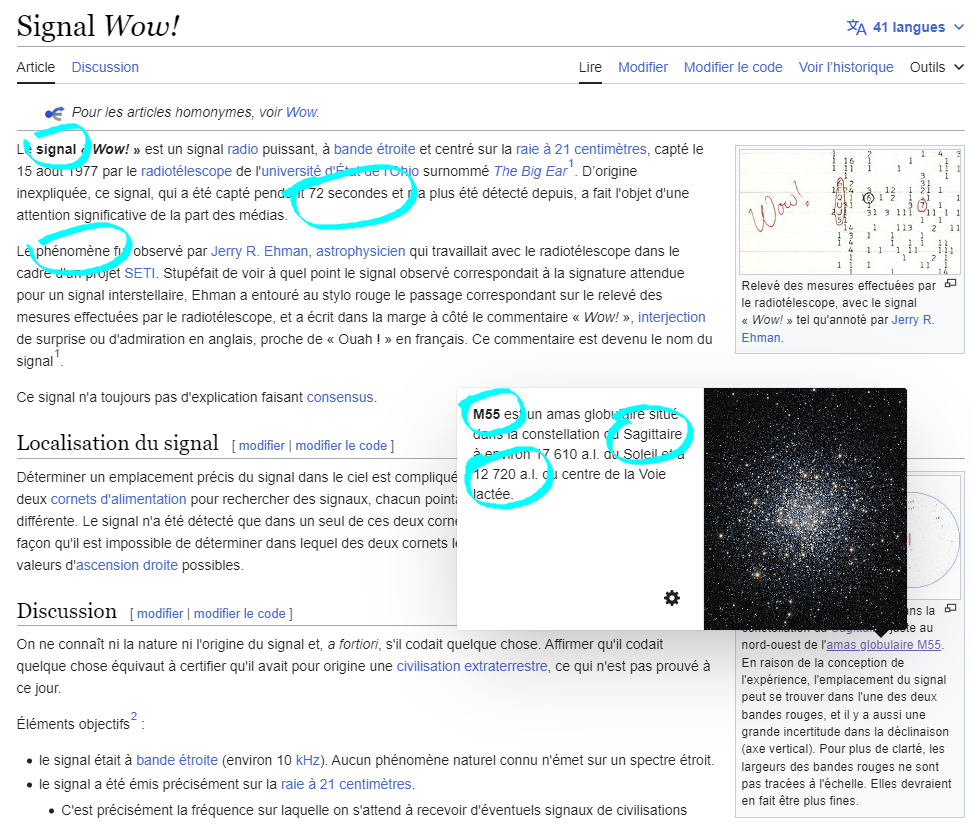 Signal Wow!
41 langues
Article Discussion Lire Modifier Modifier le code Voir l'historique Outils
Pour les articles homonymes, voir Wow.
Le signal « Wow! » est un signal radio puissant, à bande étroite et centré sur la raie à 21 centimètres, capté le
15 août 1977 par le radiotélescope de l'université d'État de l'Ohio surnommé The Big Ear1. D'origine
inexpliquée, ce signal, qui a été capté pendant 72 secondes et n'a plus été détecté depuis, a fait l'objet d'une
attention significative de la part des médias.
Le phénomène fut observé par Jerry R. Ehman, astrophysicien qui travaillait avec le radiotélescope dans le
cadre d'un projet SETI. Stupéfait de voir à quel point le signal observé correspondait à la signature attendue
pour un signal interstellaire, Ehman a entouré au stylo rouge le passage correspondant sur le relevé des
mesures effectuées par le radiotélescope, et a écrit dans la marge à côté le commentaire « Wow! », interjection
de surprise ou d'admiration en anglais, proche de « Ouah ! » en français. Ce commentaire est devenu le nom du
signal1.
Ce signal n'a toujours pas d'explication faisant consensus.
Wow!
Relevé des mesures effectuées par
le radiotélescope, avec le signal
« Wow! » tel qu'annoté par Jerry R.
Ehman.
Localisation du signal [ modifier | modifier le code ]
Déterminer un emplacement précis du signal dans le ciel est compliqué
deux cornets d'alimentation pour rechercher des signaux, chacun
différente. Le signal n'a été détecté que dans un seul de ces deux
façon qu'il est impossible de déterminer dans lequel des deux cornets
valeurs d'ascension droite possibles.
M55 est un amas globulaire situé
dans la constellation du Sagittaire
à environ 17 610 a.l. du Soleil et à
12 720 a.l. du centre de la Voie
lactée.
Discussion [ modifier | modifier le code ]
On ne connaît ni la nature ni l'origine du signal et, a fortiori, s'il codait quelque chose. Affirmer qu'il codait
quelque chose équivaut à certifier qu'il avait pour origine une civilisation extraterrestre, ce qui n'est pas prouvé à
ce jour.
Éléments objectifs2 :
le signal était à bande étroite (environ 10 kHz). Aucun phénomène naturel connu n'émet sur un spectre étroit.
le signal a été émis précisément sur la raie à 21 centimètres.
C'est précisément la fréquence sur laquelle on s'attend à recevoir d'éventuels signaux de civilisations
la
au
nord-ouest de l'amas globulaire M55.
En raison de la conception de
l'expérience, l'emplacement du signal
peut se trouver dans l'une des deux
bandes rouges, et il y a aussi une
grande incertitude dans la déclinaison
(axe vertical). Pour plus de clarté, les
largeurs des bandes rouges ne sont
pas tracées à l'échelle. Elles devraient
en fait être plus fines.